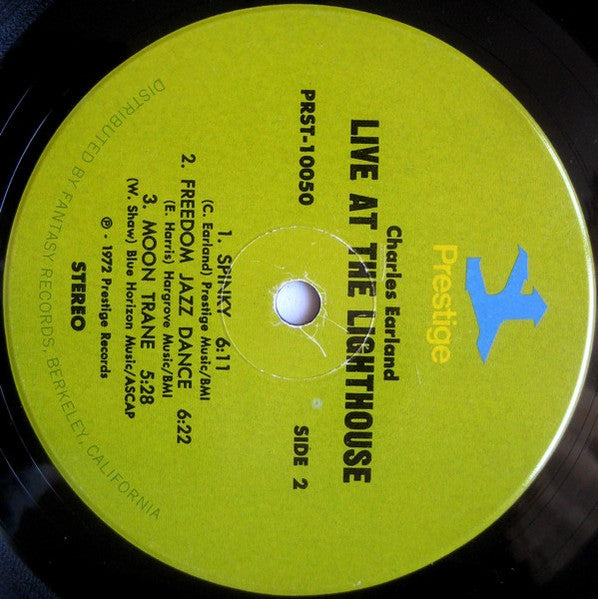 Prestige
Charles Earland
LIVE AT THE LIGHTHOUSE
PRST-10050
SIDE 2
1. SPINKY 6:11
(C. Earland) Prestige Music/BMI
2. FREEDOM JAZZ DANCE 6:22
(E. Harris) Hargrove Music/BMI
3. MOON TRANE 5:28
(W. Shaw) Blue Horizon Music/ASCAP
℗ - 1972 Prestige Records
STEREO
DISTRIBUTED BY FANTASY RECORDS, BERKELEY, CALIFORNIA